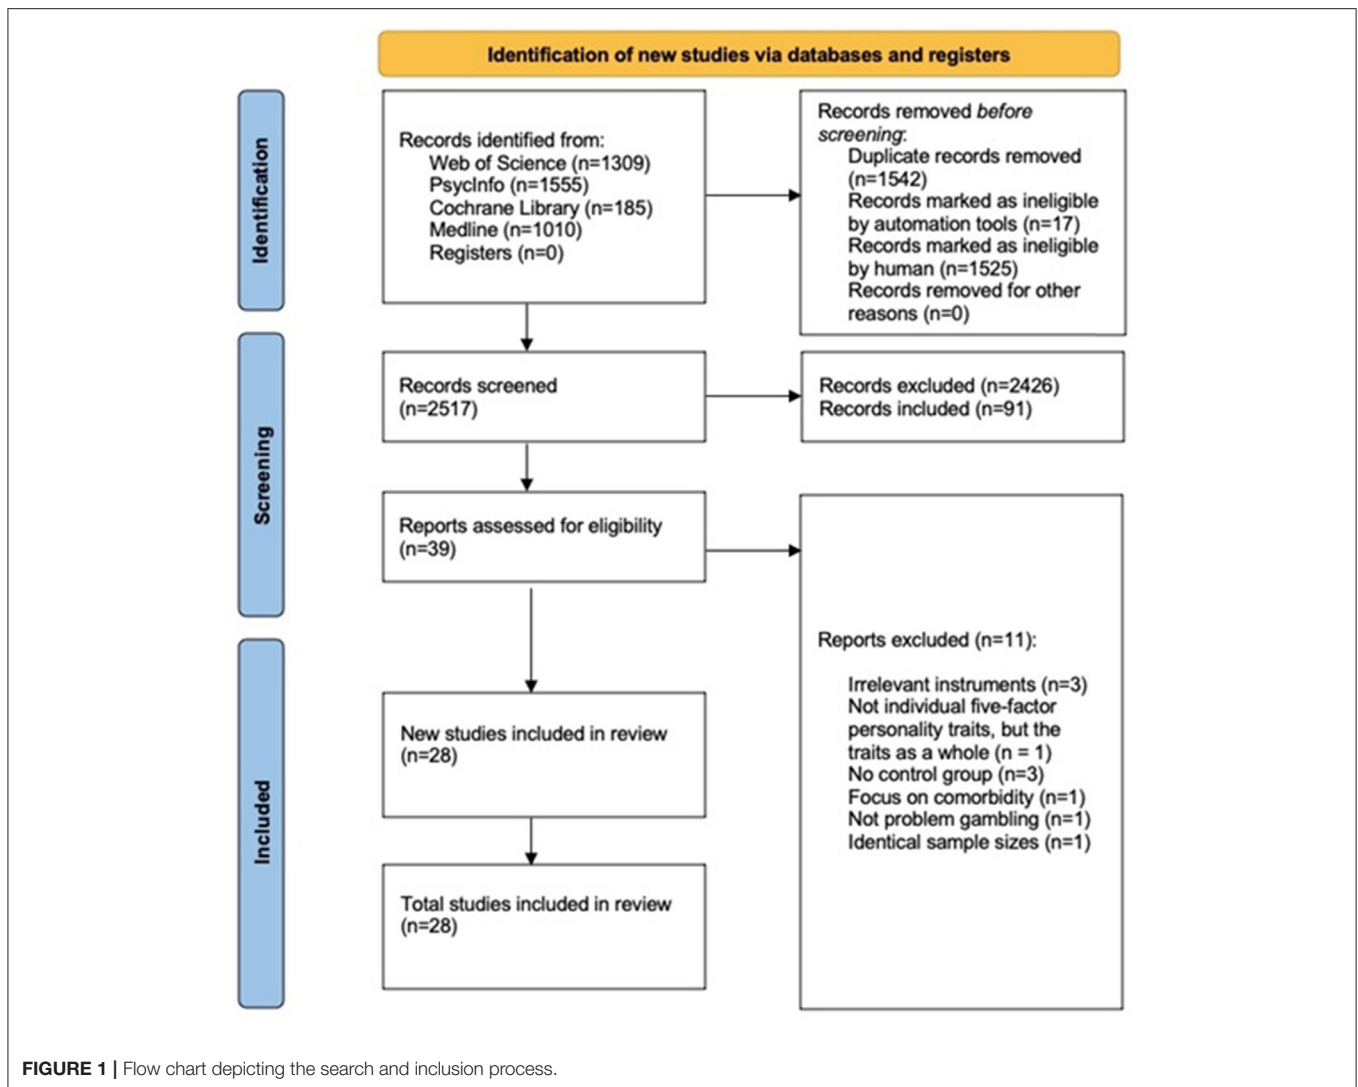 Identification of new studies via databases and registers
Identification
Records identified from:
Web of Science (n=1309)
PsycInfo (n=1555)
Cochrane Library (n=185)
Medline (n=1010)
Registers (n=0)
Records removed before
screening:
Duplicate records removed
(n=1542)
Records marked as ineligible
by automation tools (n=17)
Records marked as ineligible
by human (n=1525)
Records removed for other
reasons (n=0)
Screening
Records screened
(n=2517)
Records excluded (n=2426)
Records included (n=91)
Reports assessed for eligibility
(n=39)
Reports excluded (n=11):
Irrelevant instruments (n=3)
Not individual five-factor
personality traits, but the
traits as a whole (n = 1)
No control group (n=3)
Focus on comorbidity (n=1)
Not problem gambling (n=1)
Identical sample sizes (n=1)
Included
New studies included in review
(n=28)
Total studies included in review
(n=28)
FIGURE 1 | Flow chart depicting the search and inclusion process.